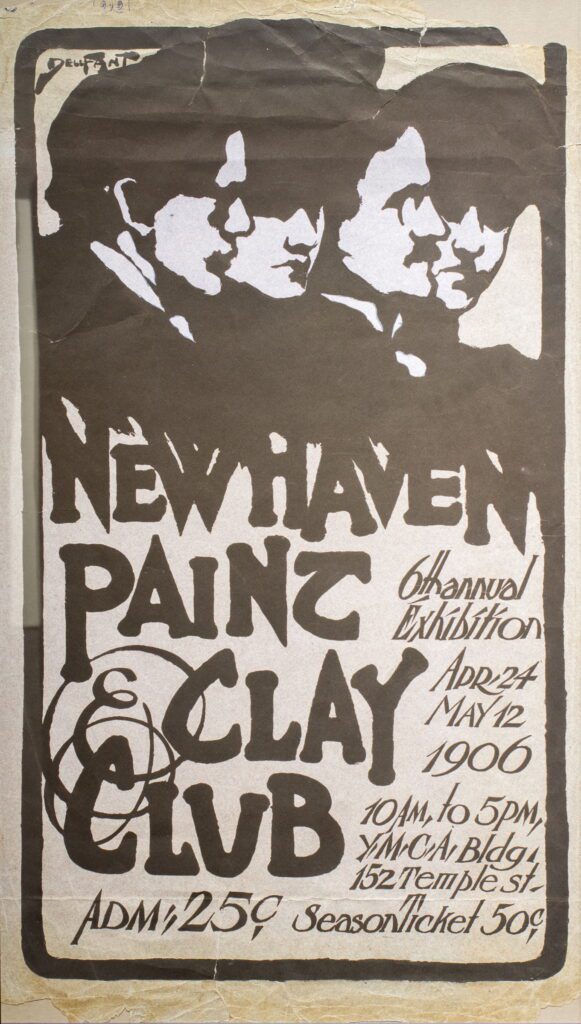 DELLFANT
NEW HAVEN
PAINT
& CLAY
CLUB
6th annual
Exhibition
APR. 24
MAY 12
1906
10 AM, to 5 PM,
Y.M.C.A. Bldg.
152 Temple st.
ADM; 25¢ Season Ticket 50¢